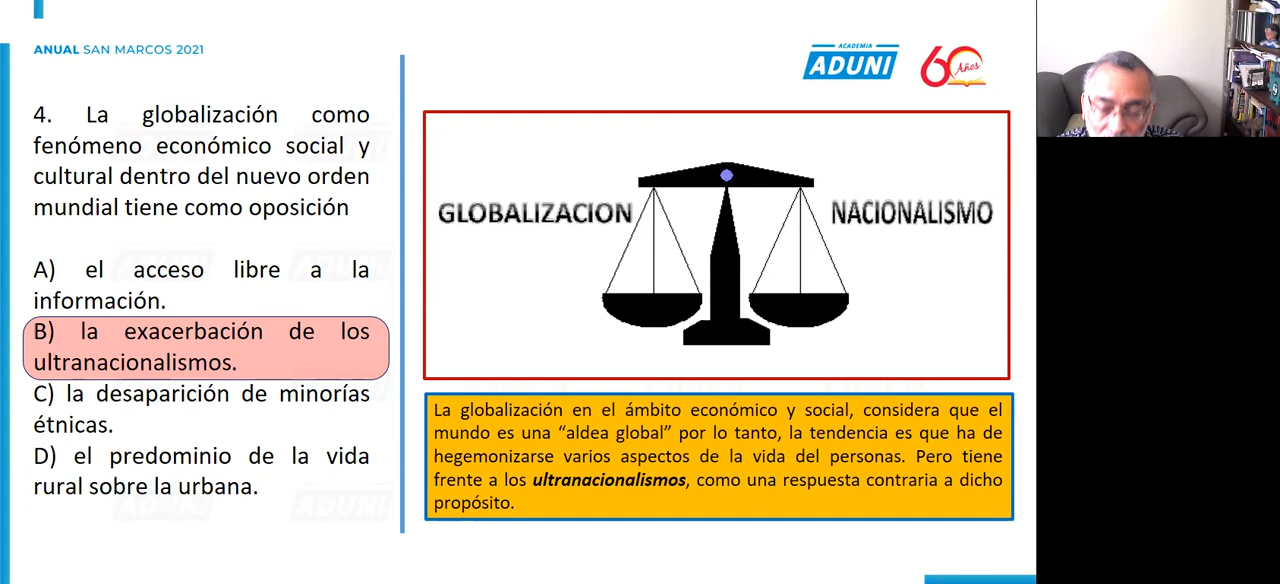 ANUAL SAN MARCOS 2021
ACADEMIA
ADUNI
60 Años
4. La globalización como
fenómeno económico social y
cultural dentro del nuevo orden
mundial tiene como oposición
A) el acceso libre a la
información.
B) la exacerbación de los
ultranacionalismos.
C) la desaparición de minorías
étnicas.
D) el predominio de la vida
rural sobre la urbana.
GLOBALIZACION
NACIONALISMO
La globalización en el ámbito económico y social, considera que el
mundo es una “aldea global” por lo tanto, la tendencia es que ha de
hegemonizarse varios aspectos de la vida del personas. Pero tiene
frente a los ultranacionalismos, como una respuesta contraria a dicho
propósito.